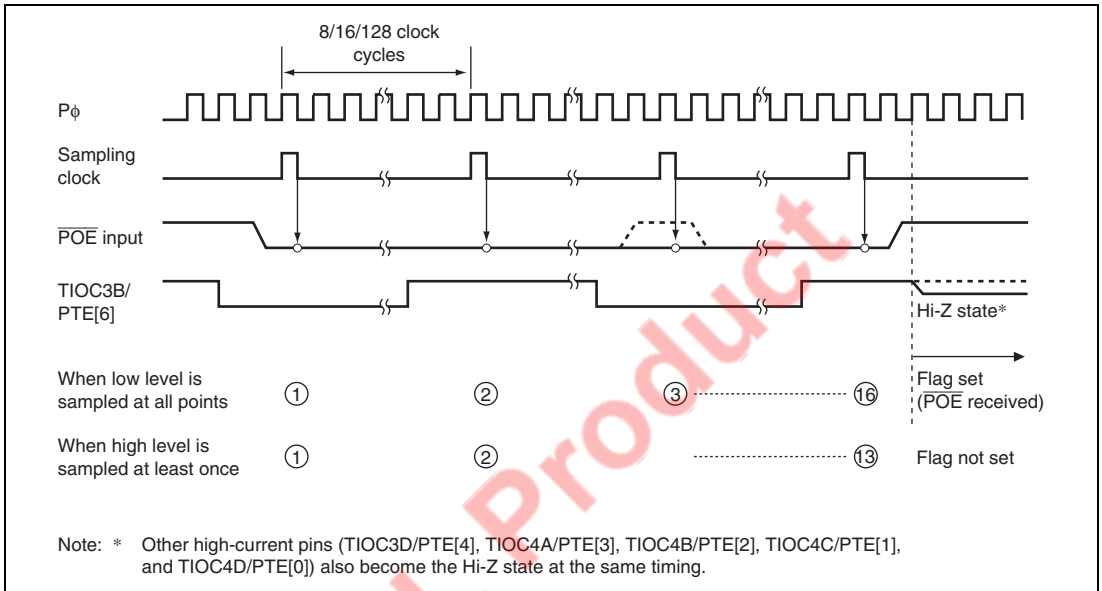 8/16/128 clock
cycles
Pϕ
Sampling
clock
POE input
TIOC3B/
PTE[6]
Hi-Z state*
When low level is
sampled at all points
1 2 3 16
Flag set
(POE received)
When high level is
sampled at least once
1 2 13
Flag not set
Note: * Other high-current pins (TIOC3D/PTE[4], TIOC4A/PTE[3], TIOC4B/PTE[2], TIOC4C/PTE[1],
and TIOC4D/PTE[0]) also become the Hi-Z state at the same timing.
Product